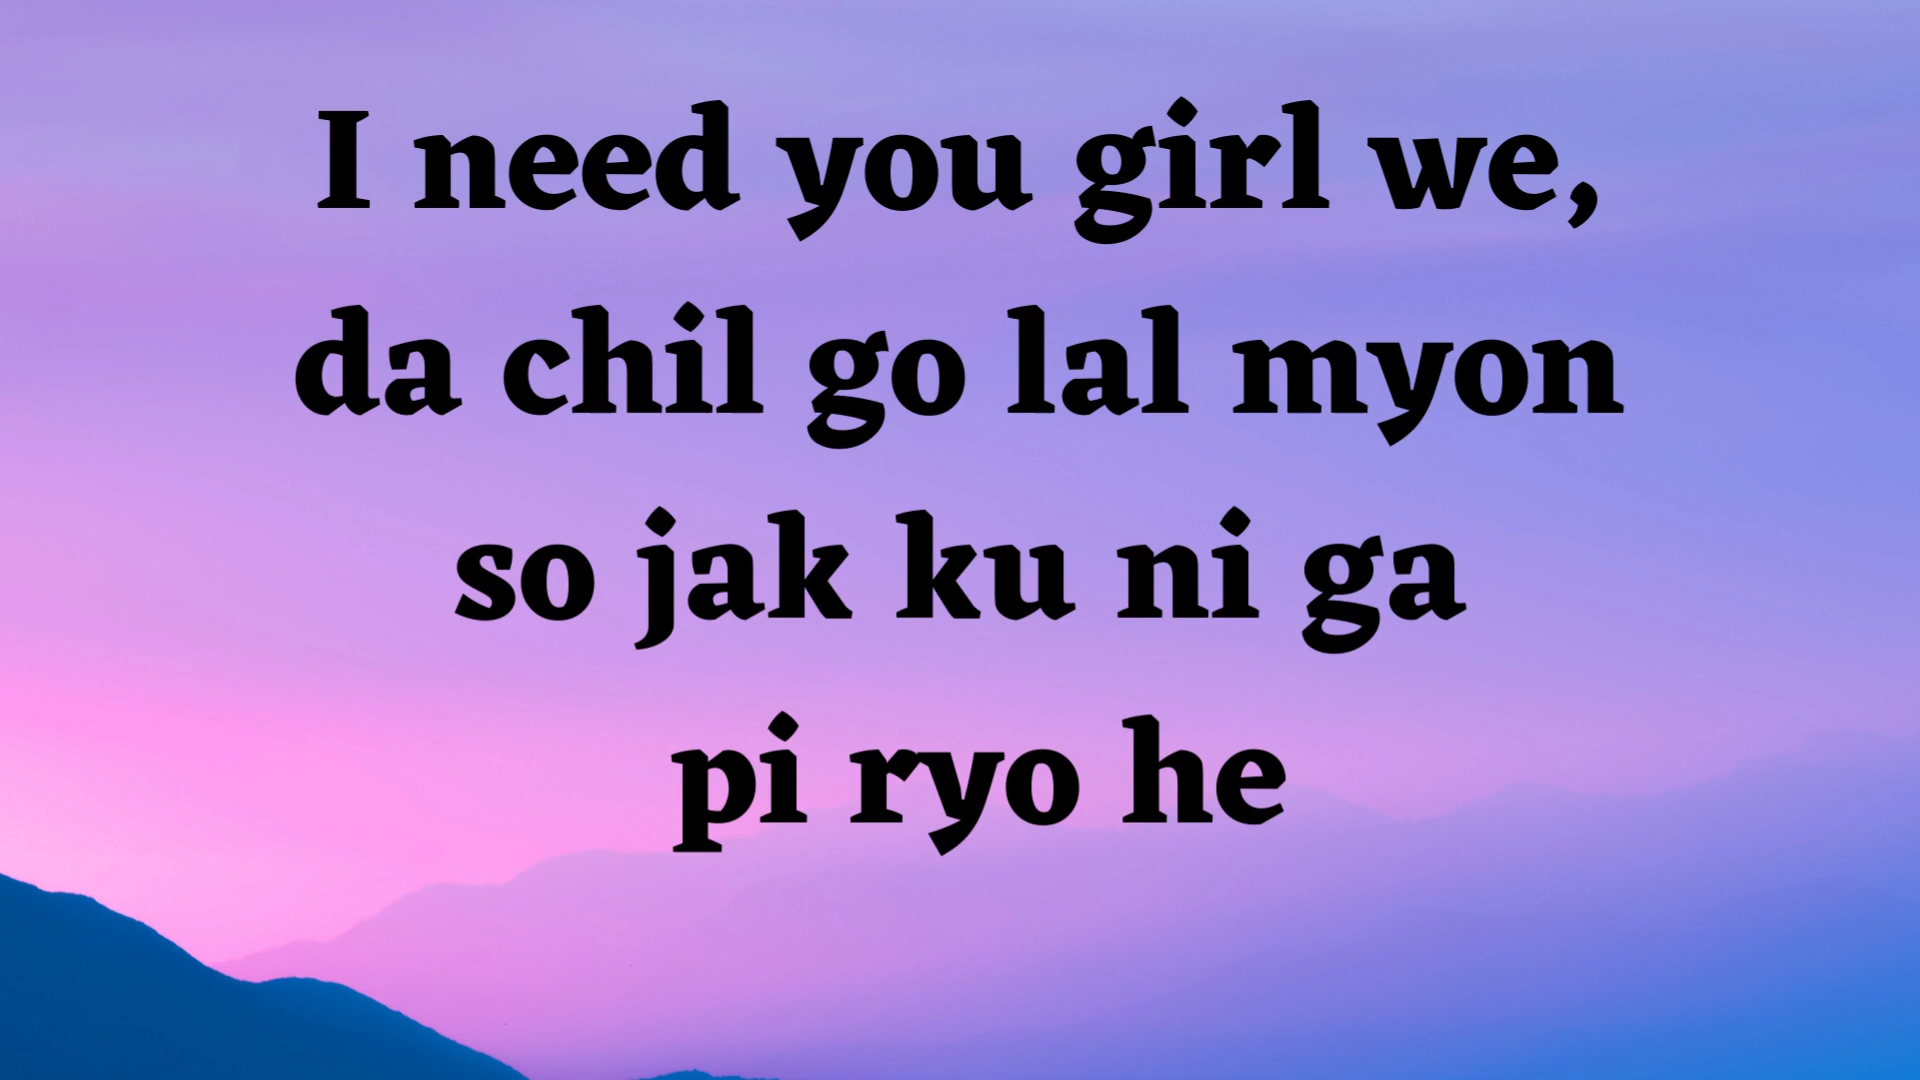 I need you girl we,
da chil go lal myon
so jak ku ni ga
pi ryo he